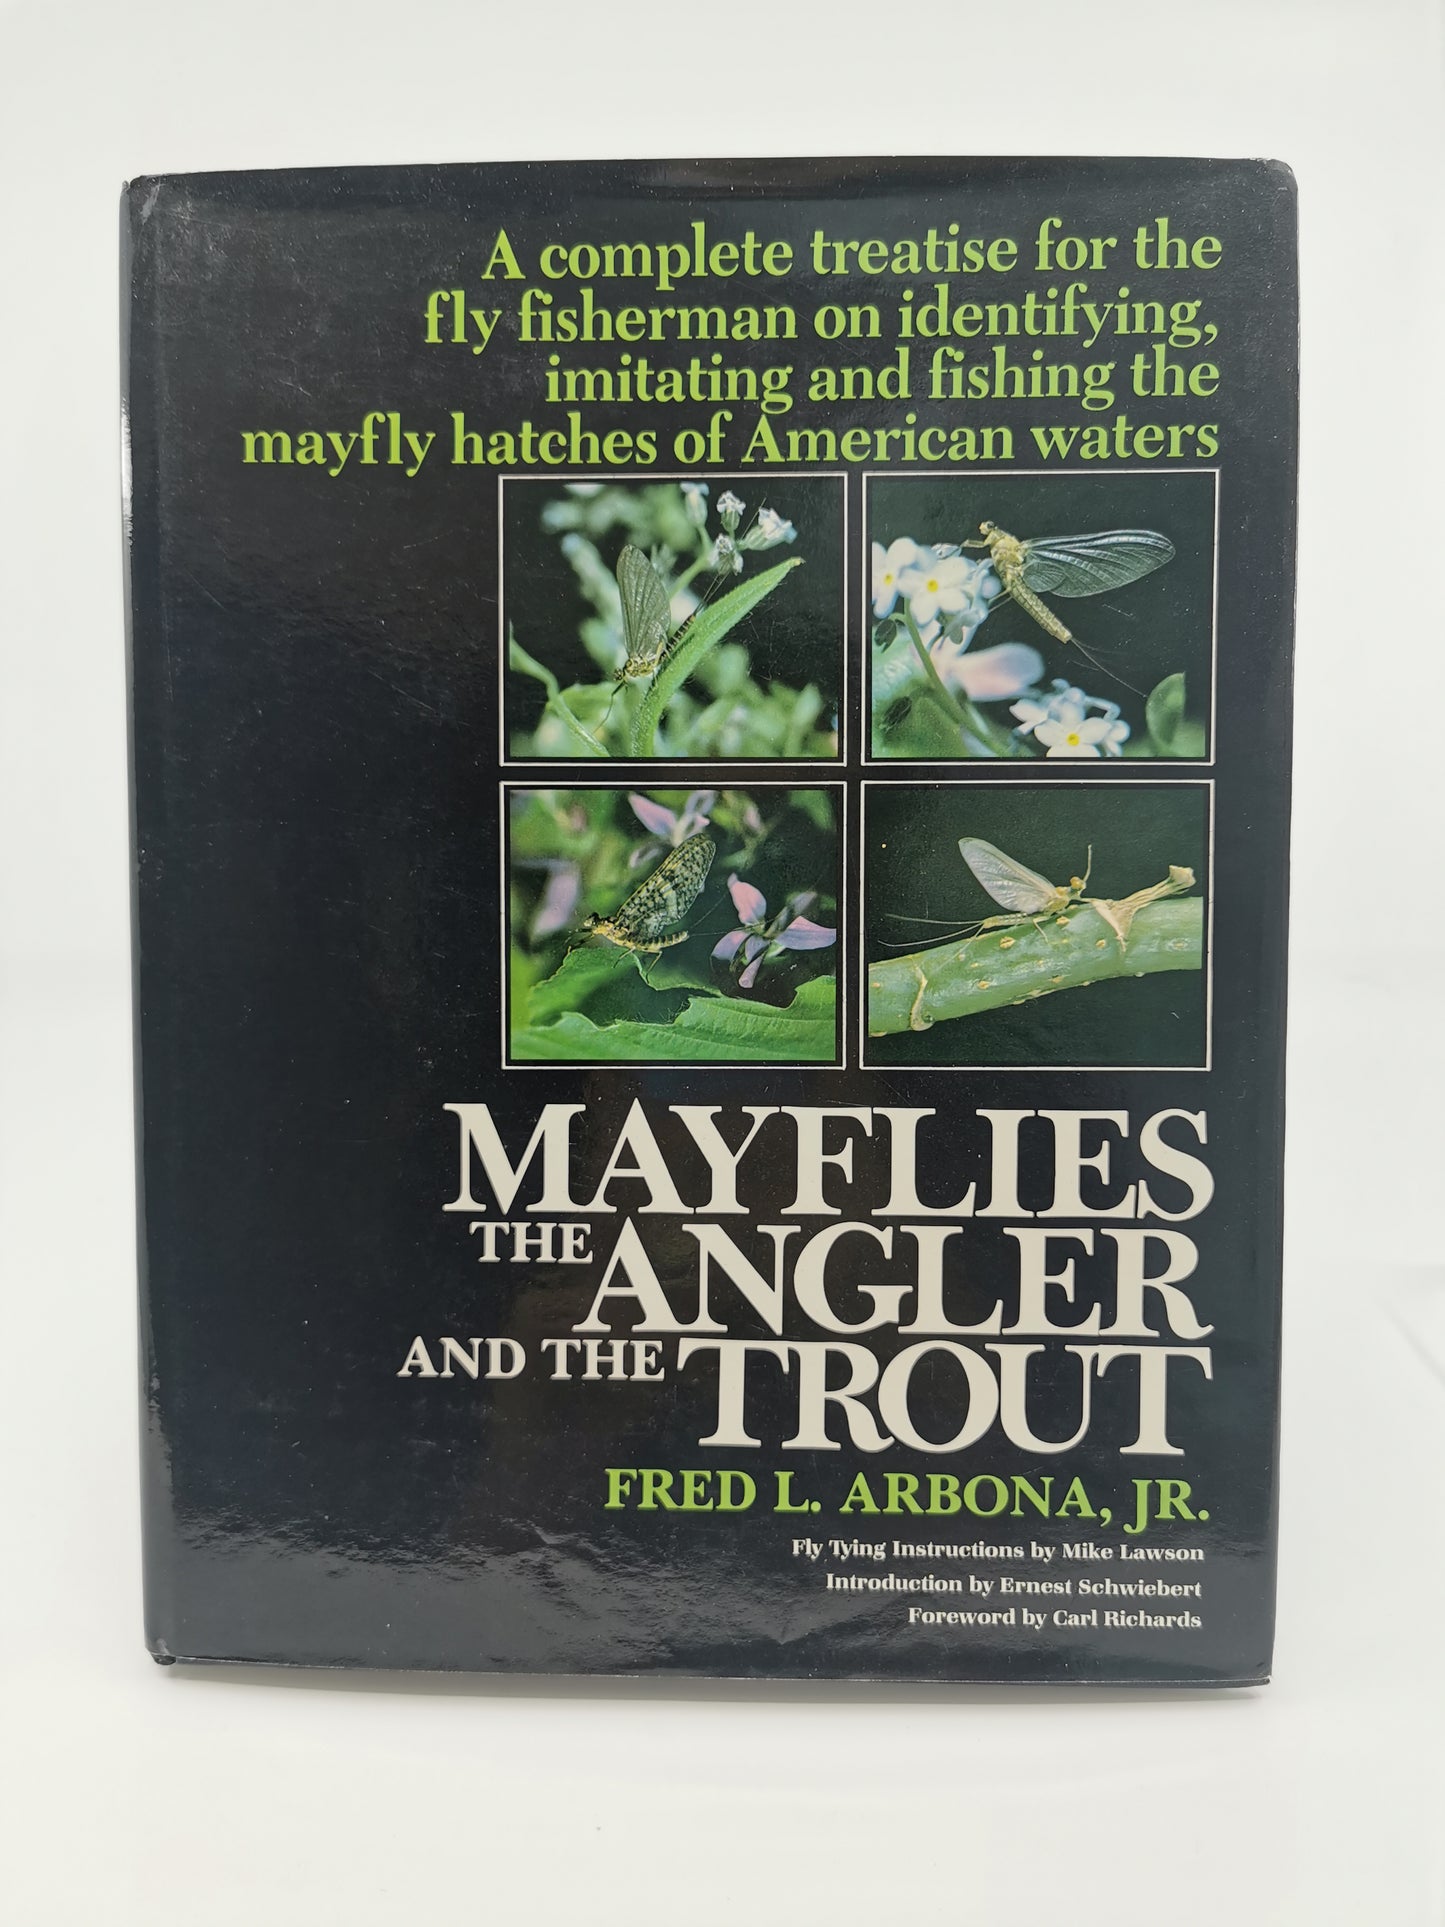 A complete treatise for the
fly fisherman on identifying,
imitating and fishing the
mayfly hatches of American waters
MAYFLIES
THE ANGLER
AND THE TROUT
FRED L. ARBONA, JR.
Fly Tying Instructions by Mike Lawson
Introduction by Ernest Schwiebert
Foreword by Carl Richards